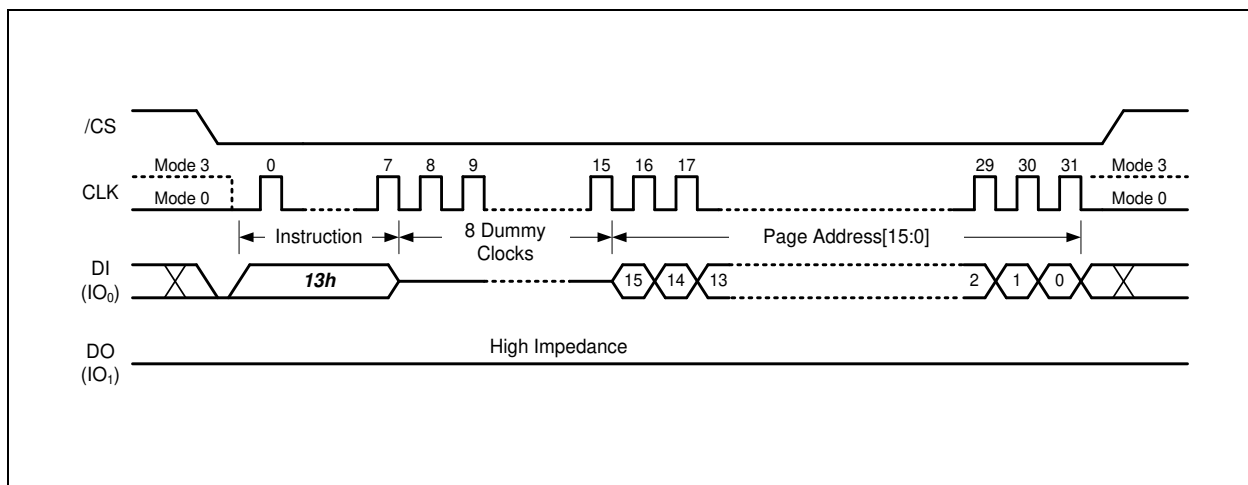 /CS
Mode 3 0 7 8 9 15 16 17 29 30 31 Mode 3
CLK
Mode 0 Mode 0
Instruction 8 Dummy Clocks Page Address[15:0]
DI
(IO0)
13h 15 14 13 2 1 0
High Impedance
DO
(IO1)